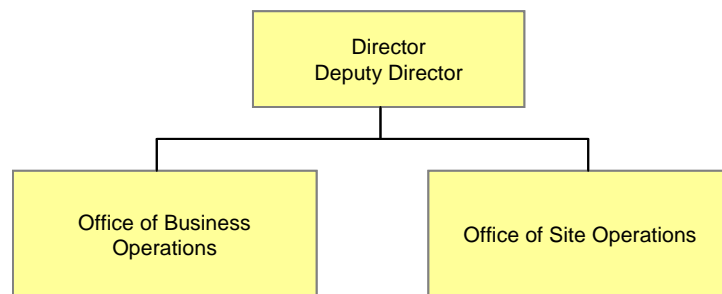 Director
Deputy Director
Office of Business
Operations
Office of Site Operations